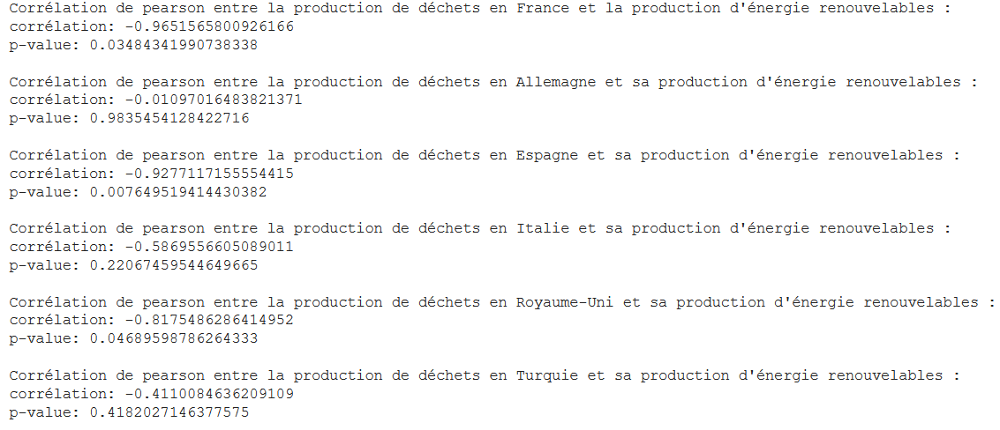 Corrélation de pearson entre la production de déchets en France et la production d'énergie renouvelables :
corrélation: -0.9651565800926166
p-value: 0.03484341990738338
Corrélation de pearson entre la production de déchets en Allemagne et sa production d'énergie renouvelables :
corrélation: -0.01097016483821371
p-value: 0.9835454128422716
Corrélation de pearson entre la production de déchets en Espagne et sa production d'énergie renouvelables :
corrélation: -0.9277117155554415
p-value: 0.007649519414430382
Corrélation de pearson entre la production de déchets en Italie et sa production d'énergie renouvelables :
corrélation: -0.5869556605089011
p-value: 0.22067459544649665
Corrélation de pearson entre la production de déchets en Royaume-Uni et sa production d'énergie renouvelables :
corrélation: -0.8175486286414952
p-value: 0.04689598786264333
Corrélation de pearson entre la production de déchets en Turquie et sa production d'énergie renouvelables :
corrélation: -0.4110084636209109
p-value: 0.4182027146377575